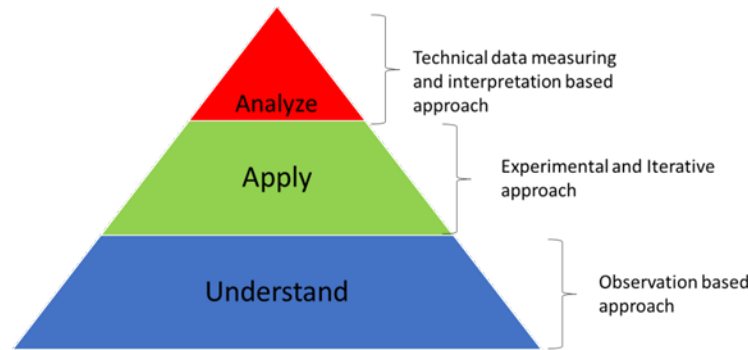 Technical data measuring
and interpretation based
approach
Analyze
Apply
Experimental and Iterative
approach
Understand
Observation based
approach